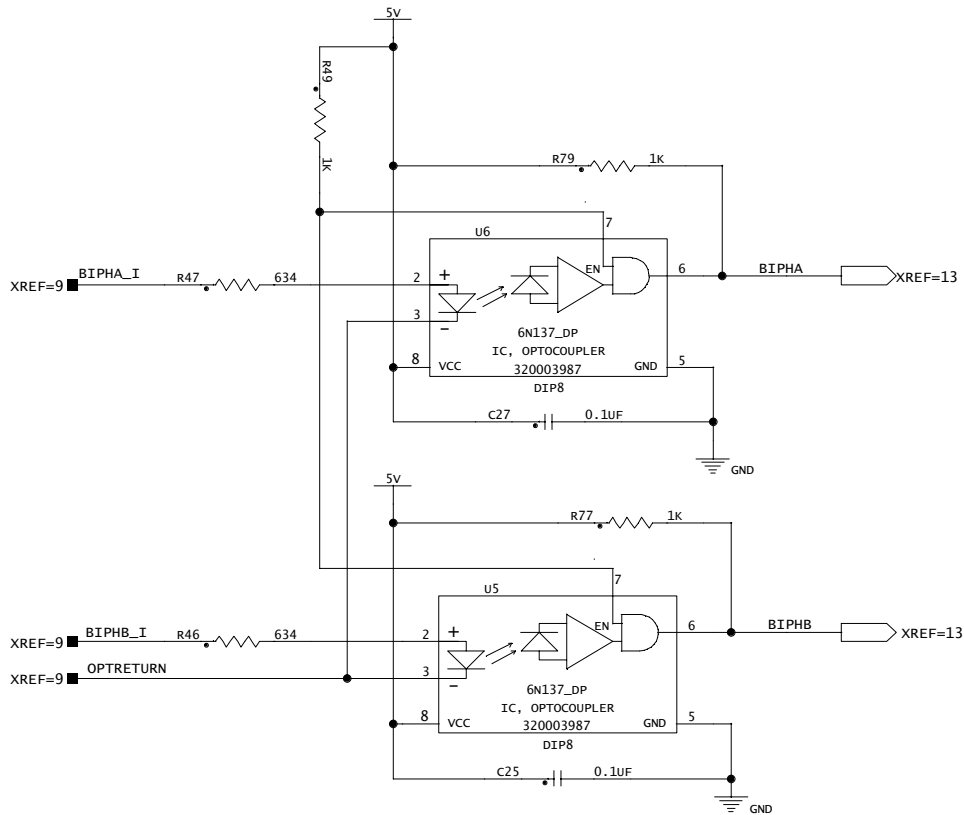 5V
R49
1K
R79 1K
7
U6
BIPHA_I
XREF=9 R47 634 2 + EN 6 BIPHA XREF=13
3 −
6N137_DP
IC, OPTOCOUPLER
8 VCC 320003987 GND 5
DIP8
C27 0.1UF
GND
5V
R77 1K
7
U5
BIPHB_I
XREF=9 R46 634 2 + EN 6 BIPHB XREF=13
XREF=9 OPTRETURN 3 −
6N137_DP
IC, OPTOCOUPLER
8 VCC 320003987 GND 5
DIP8
C25 0.1UF
GND